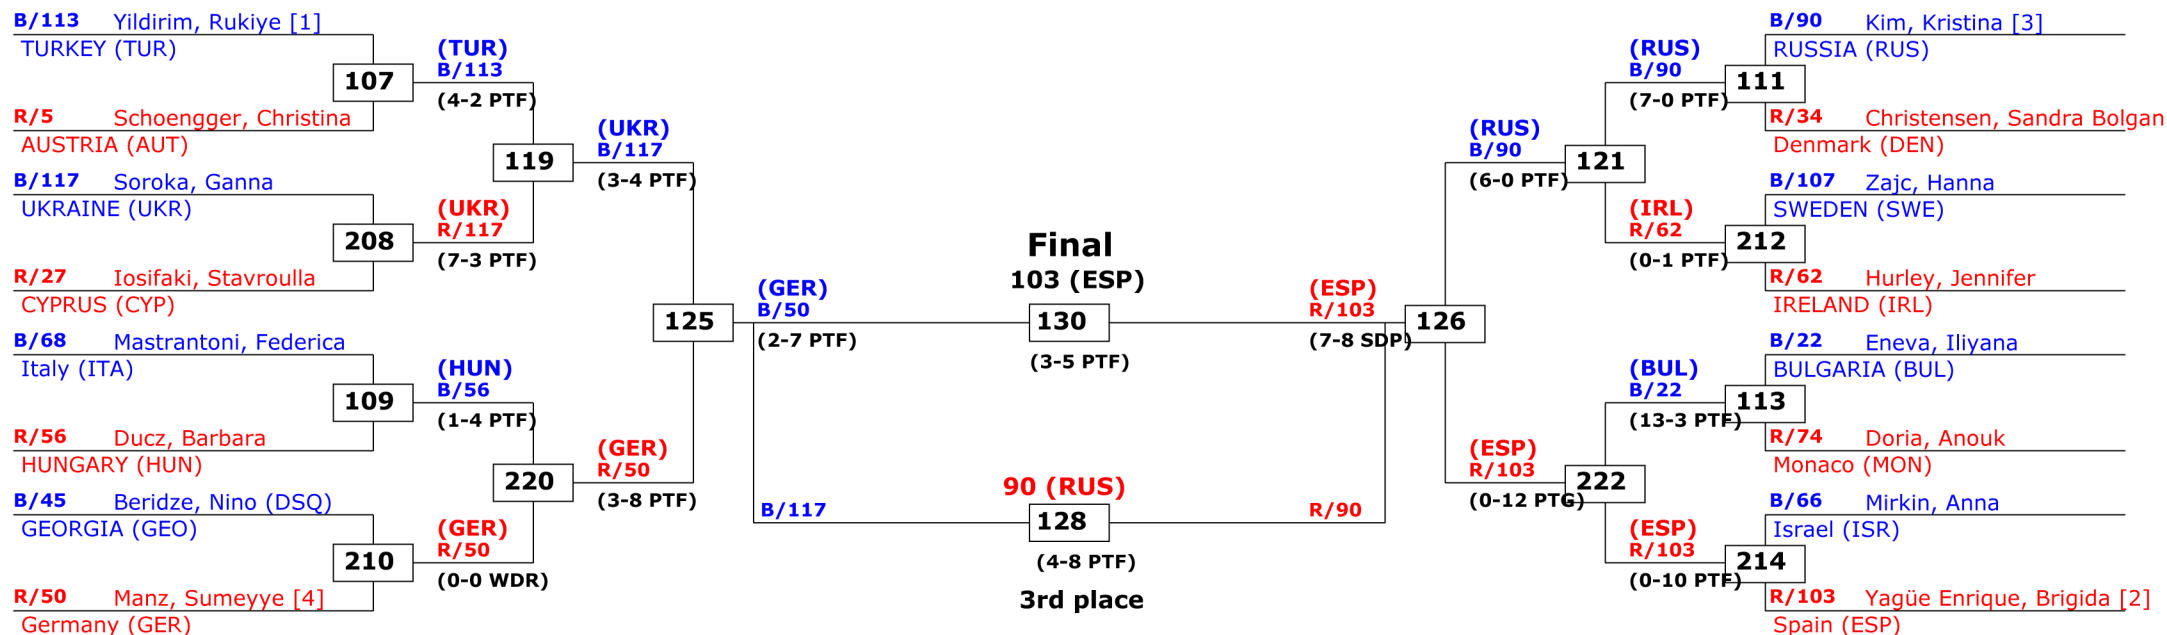 B/113 Yildirim, Rukiye [1]
TURKEY (TUR)
107
R/5 Schoengger, Christina
AUSTRIA (AUT)
B/117 Soroka, Ganna
UKRAINE (UKR)
208
R/27 Iosifaki, Stavroulla
CYPRUS (CYP)
B/68 Mastrantoni, Federica
Italy (ITA)
109
R/56 Ducz, Barbara
HUNGARY (HUN)
B/45 Beridze, Nino (DSQ)
GEORGIA (GEO)
210
R/50 Manz, Sumeyye [4]
Germany (GER)
(TUR)
B/113
(4-2 PTF)
119
(UKR)
R/117
(7-3 PTF)
(HUN)
B/56
(1-4 PTF)
220
(GER)
R/50
(0-0 WDR)
(UKR)
B/117
(3-4 PTF)
125
(GER)
R/50
(3-8 PTF)
(GER)
B/50
(2-7 PTF)
Final
103 (ESP)
130
(3-5 PTF)
B/117
90 (RUS)
128
(4-8 PTF)
3rd place
R/90
(ESP)
R/103
(7-8 SDP)
126
(RUS)
B/90
(6-0 PTF)
121
(ESP)
R/103
(0-12 PTG)
222
(RUS)
B/90
(7-0 PTF)
(IRL)
R/62
(0-1 PTF)
(BUL)
B/22
(13-3 PTF)
(ESP)
R/103
(0-10 PTF)
B/90 Kim, Kristina [3]
RUSSIA (RUS)
111
R/34 Christensen, Sandra Bolgan
Denmark (DEN)
B/107 Zajc, Hanna
SWEDEN (SWE)
212
R/62 Hurley, Jennifer
IRELAND (IRL)
B/22 Eneva, Iliyana
BULGARIA (BUL)
113
R/74 Doria, Anouk
Monaco (MON)
B/66 Mirkin, Anna
Israel (ISR)
214
R/103 Yagüe Enrique, Brigida [2]
Spain (ESP)